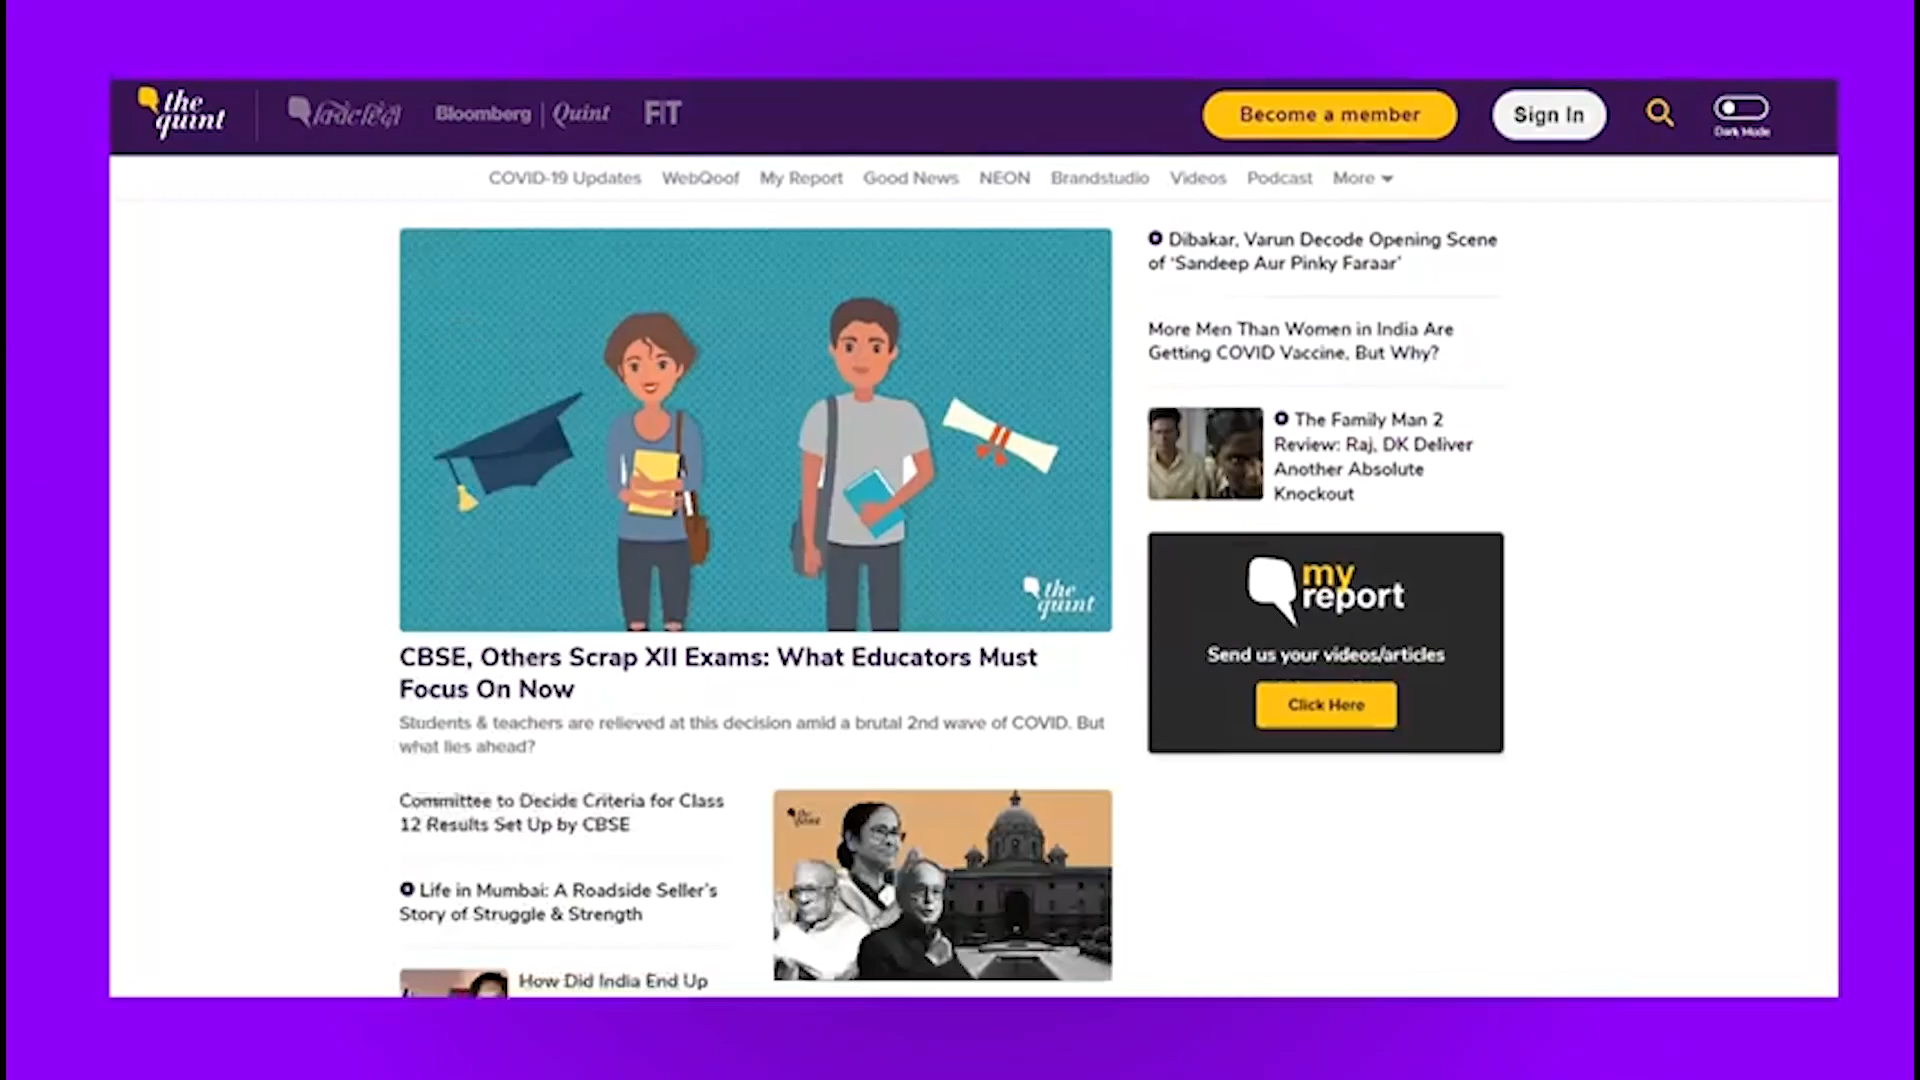 the
quint
Bloomberg | Quint
FIT
Become a member
Sign In
Dark Mode
COVID-19 Updates
WebQoof
My Report
Good News
NEON
Brandstudio
Videos
Podcast
More
the
quint
CBSE, Others Scrap XII Exams: What Educators Must
Focus On Now
Students & teachers are relieved at this decision amid a brutal 2nd wave of COVID. But
what lies ahead?
Committee to Decide Criteria for Class
12 Results Set Up by CBSE
Life in Mumbai: A Roadside Seller's
Story of Struggle & Strength
How Did India End Up
the
quint
Dibakar, Varun Decode Opening Scene
of 'Sandeep Aur Pinky Faraar'
More Men Than Women in India Are
Getting COVID Vaccine, But Why?
The Family Man 2
Review: Raj, DK Deliver
Another Absolute
Knockout
my
report
Send us your videos/articles
Click Here